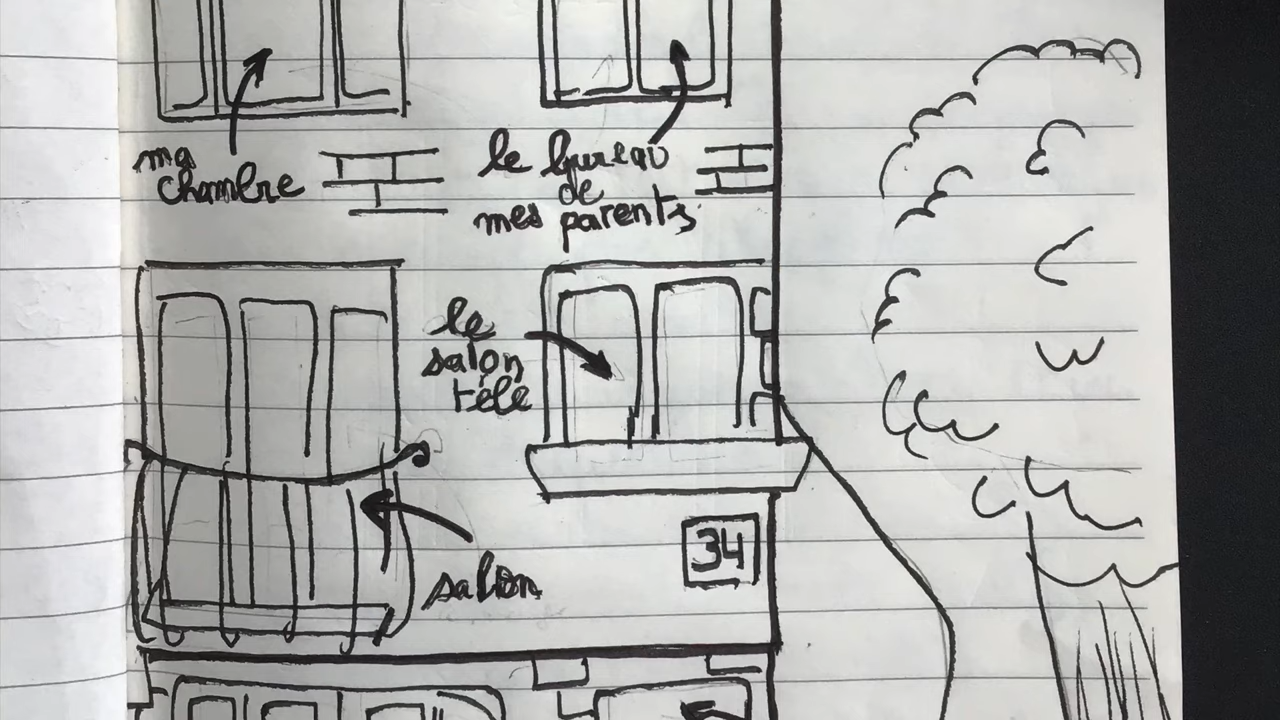 ma
chambre
le bureau
de
mes parents
le
salon
télé
34
salon